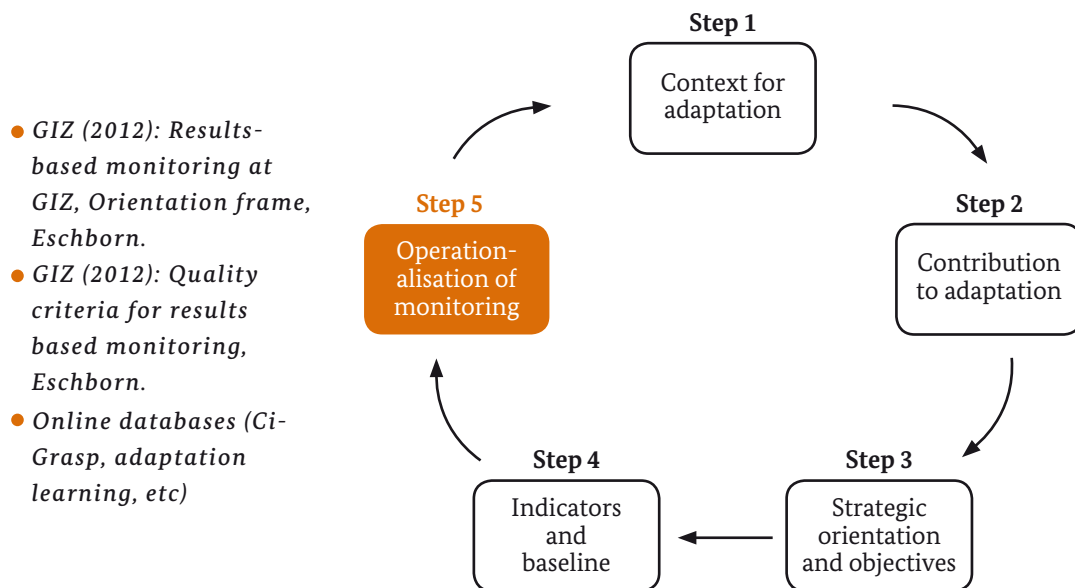 GIZ (2012): Results-
based monitoring at
GIZ, Orientation frame,
Eschborn.
GIZ (2012): Quality
criteria for results
based monitoring,
Eschborn.
Online databases (Ci-
Grasp, adaptation
learning, etc)
Step 1
Context for
adaptation
Step 2
Contribution
to adaptation
Step 3
Strategic
orientation
and objectives
Step 4
Indicators
and
baseline
Step 5
Operation-
alisation of
monitoring